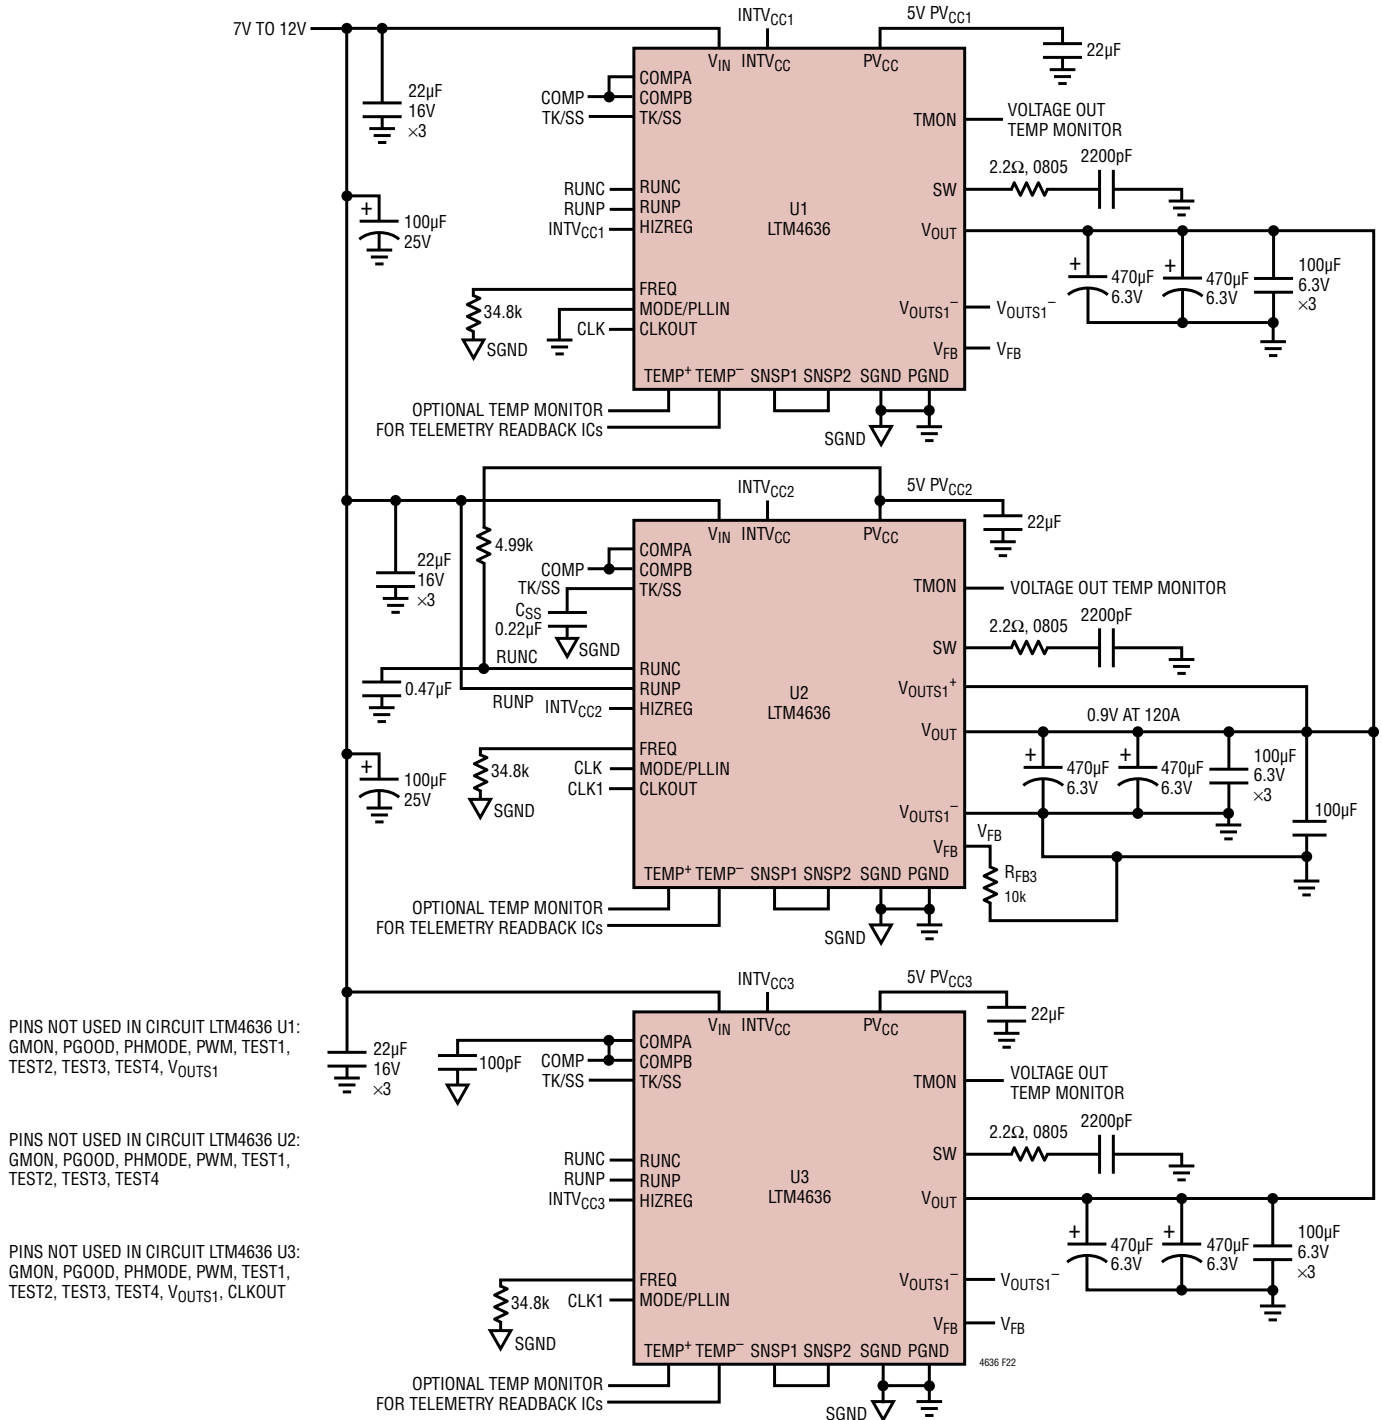 7V TO 12V
INTVCC1
5V PVCC1
22µF
VIN INTVCC
PVCC
22µF
16V
×3
COMP
TK/SS
COMPA
COMPB
TK/SS
TMON
VOLTAGE OUT
TEMP MONITOR
2.2Ω, 0805
2200pF
+
100µF
25V
RUNC
RUNP
INTVCC1
RUNC
RUNP
HIZREG
U1
LTM4636
SW
VOUT
+
470µF
6.3V
+
470µF
6.3V
100µF
6.3V
×3
34.8k
SGND
CLK
FREQ
MODE/PLLIN
CLKOUT
VOUTS1–
VOUTS1–
VFB
VFB
TEMP+ TEMP– SNSP1 SNSP2 SGND PGND
OPTIONAL TEMP MONITOR
FOR TELEMETRY READBACK ICs
SGND
INTVCC2
5V PVCC2
22µF
VIN INTVCC
PVCC
4.99k
22µF
16V
×3
COMP
TK/SS
CSS
0.22µF
SGND
COMPA
COMPB
TK/SS
TMON
VOLTAGE OUT TEMP MONITOR
2.2Ω, 0805
2200pF
SW
RUNC
0.47µF
RUNP
INTVCC2
RUNC
RUNP
HIZREG
U2
LTM4636
VOUTS1+
0.9V AT 120A
VOUT
+
100µF
25V
34.8k
SGND
CLK
CLK1
FREQ
MODE/PLLIN
CLKOUT
+
470µF
6.3V
+
470µF
6.3V
100µF
6.3V
×3
100µF
VOUTS1–
VFB
VFB
RFB3
10k
TEMP+ TEMP– SNSP1 SNSP2 SGND PGND
OPTIONAL TEMP MONITOR
FOR TELEMETRY READBACK ICs
SGND
INTVCC3
5V PVCC3
22µF
VIN INTVCC
PVCC
PINS NOT USED IN CIRCUIT LTM4636 U1:
GMON, PGOOD, PHMODE, PWM, TEST1,
TEST2, TEST3, TEST4, VOUTS1
22µF
16V
×3
100pF
COMP
TK/SS
COMPA
COMPB
TK/SS
TMON
VOLTAGE OUT
TEMP MONITOR
PINS NOT USED IN CIRCUIT LTM4636 U2:
GMON, PGOOD, PHMODE, PWM, TEST1,
TEST2, TEST3, TEST4
2.2Ω, 0805
2200pF
SW
RUNC
RUNP
INTVCC3
RUNC
RUNP
HIZREG
U3
LTM4636
VOUT
PINS NOT USED IN CIRCUIT LTM4636 U3:
GMON, PGOOD, PHMODE, PWM, TEST1,
TEST2, TEST3, TEST4, VOUTS1, CLKOUT
+
470µF
6.3V
+
470µF
6.3V
100µF
6.3V
×3
34.8k
SGND
CLK1
FREQ
MODE/PLLIN
VOUTS1–
VOUTS1–
VFB
VFB
TEMP+ TEMP– SNSP1 SNSP2 SGND PGND
4636 F22
OPTIONAL TEMP MONITOR
FOR TELEMETRY READBACK ICs
SGND